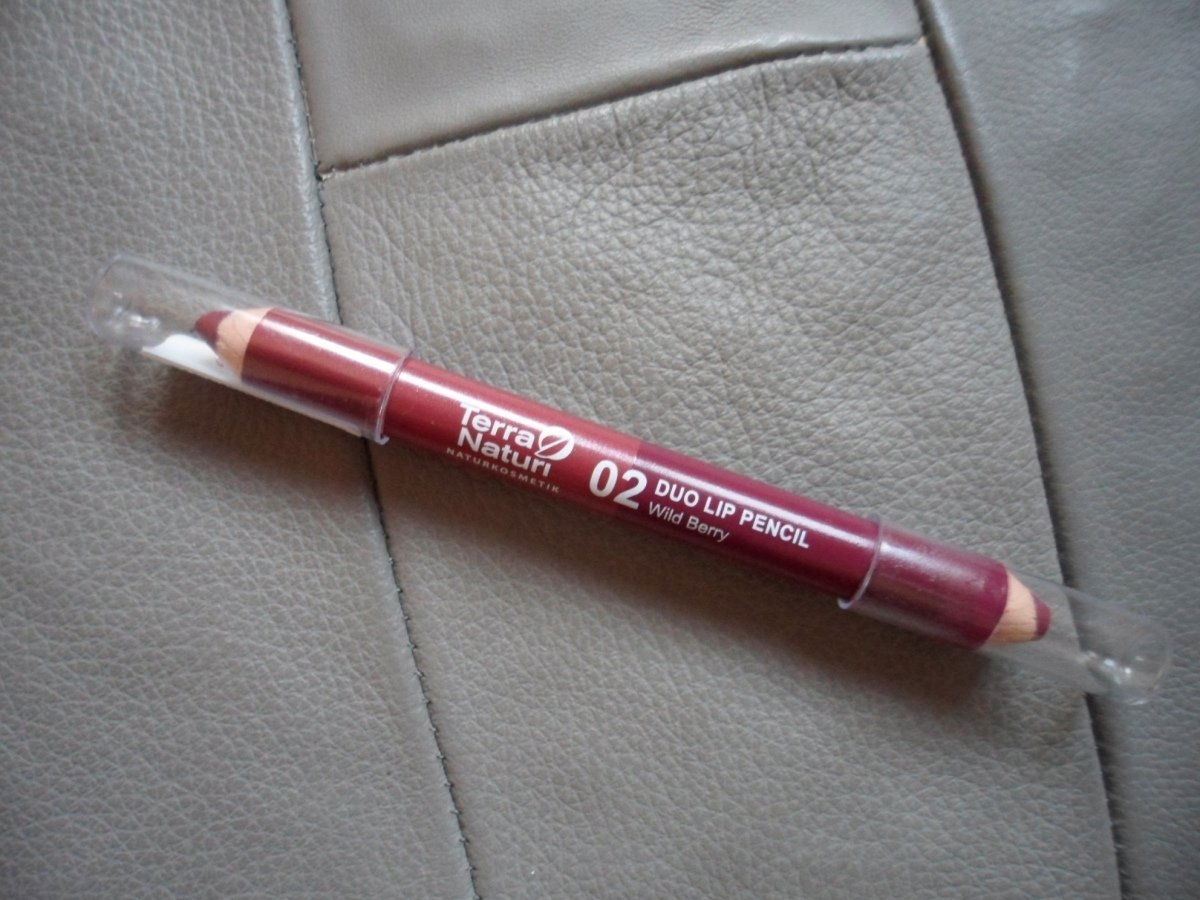 Terra
Naturi
NATURKOSMETIK
02
DUO LIP PENCIL
Wild Berry